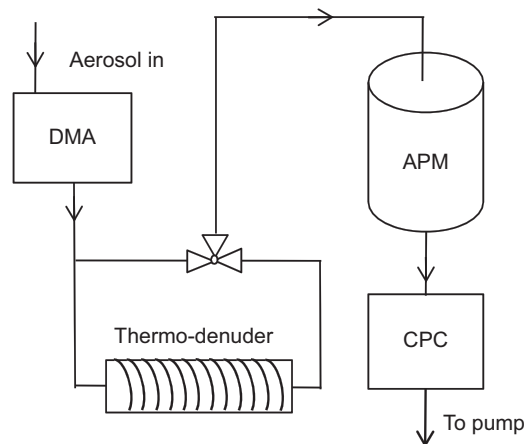 Aerosol in
DMA
APM
Thermo-denuder
CPC
To pump